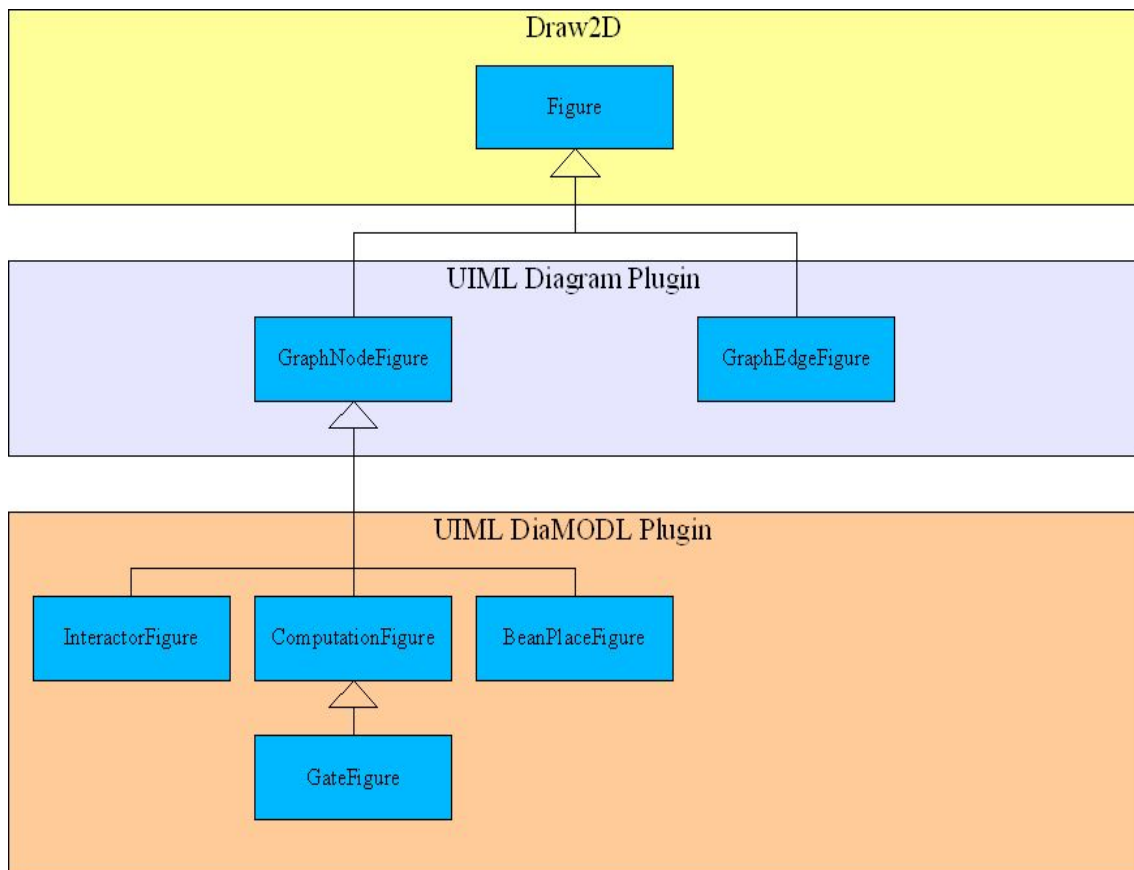 Draw2D
Figure
UIML Diagram Plugin
GraphNodeFigure
GraphEdgeFigure
UIML DiaMODL Plugin
InteractorFigure
ComputationFigure
BeanPlaceFigure
GateFigure